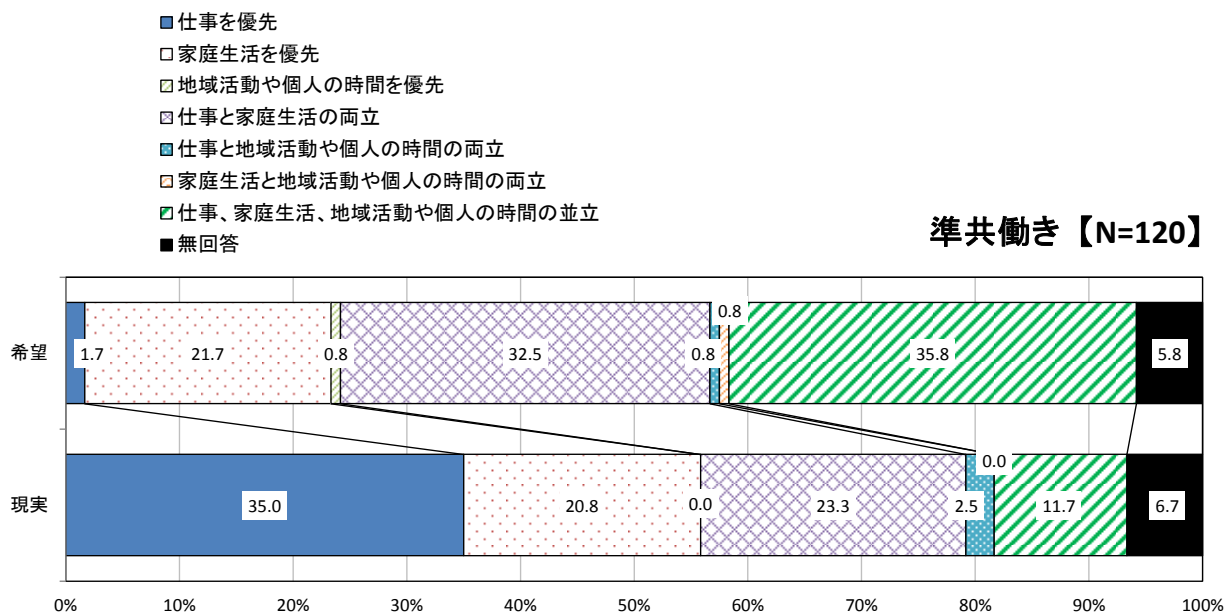 仕事を優先
家庭生活を優先
地域活動や個人の時間を優先
仕事と家庭生活の両立
仕事と地域活動や個人の時間の両立
家庭生活と地域活動や個人の時間の両立
仕事、家庭生活、地域活動や個人の時間の並立
無回答
準共働き【N=120】
0.8
希望 1.7 21.7 0.8 32.5 0.8 35.8 5.8
0.0
現実 35.0 20.8 0.0 23.3 2.5 11.7 6.7
0% 10% 20% 30% 40% 50% 60% 70% 80% 90% 100%